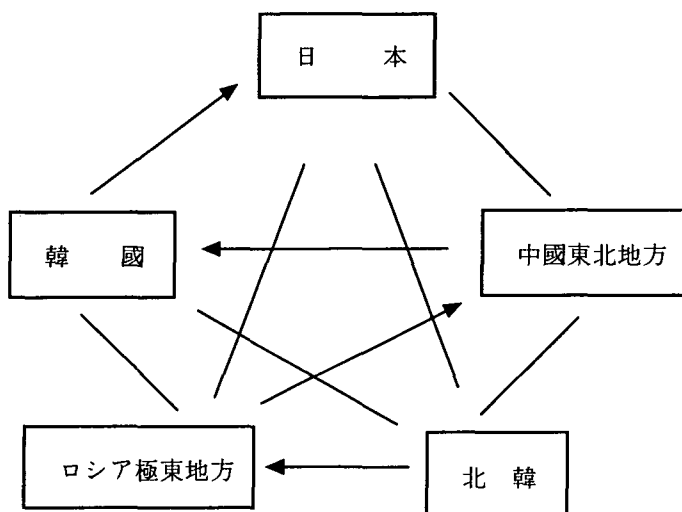 日本
韓國
中國東北地方
ロシア極東地方
北韓